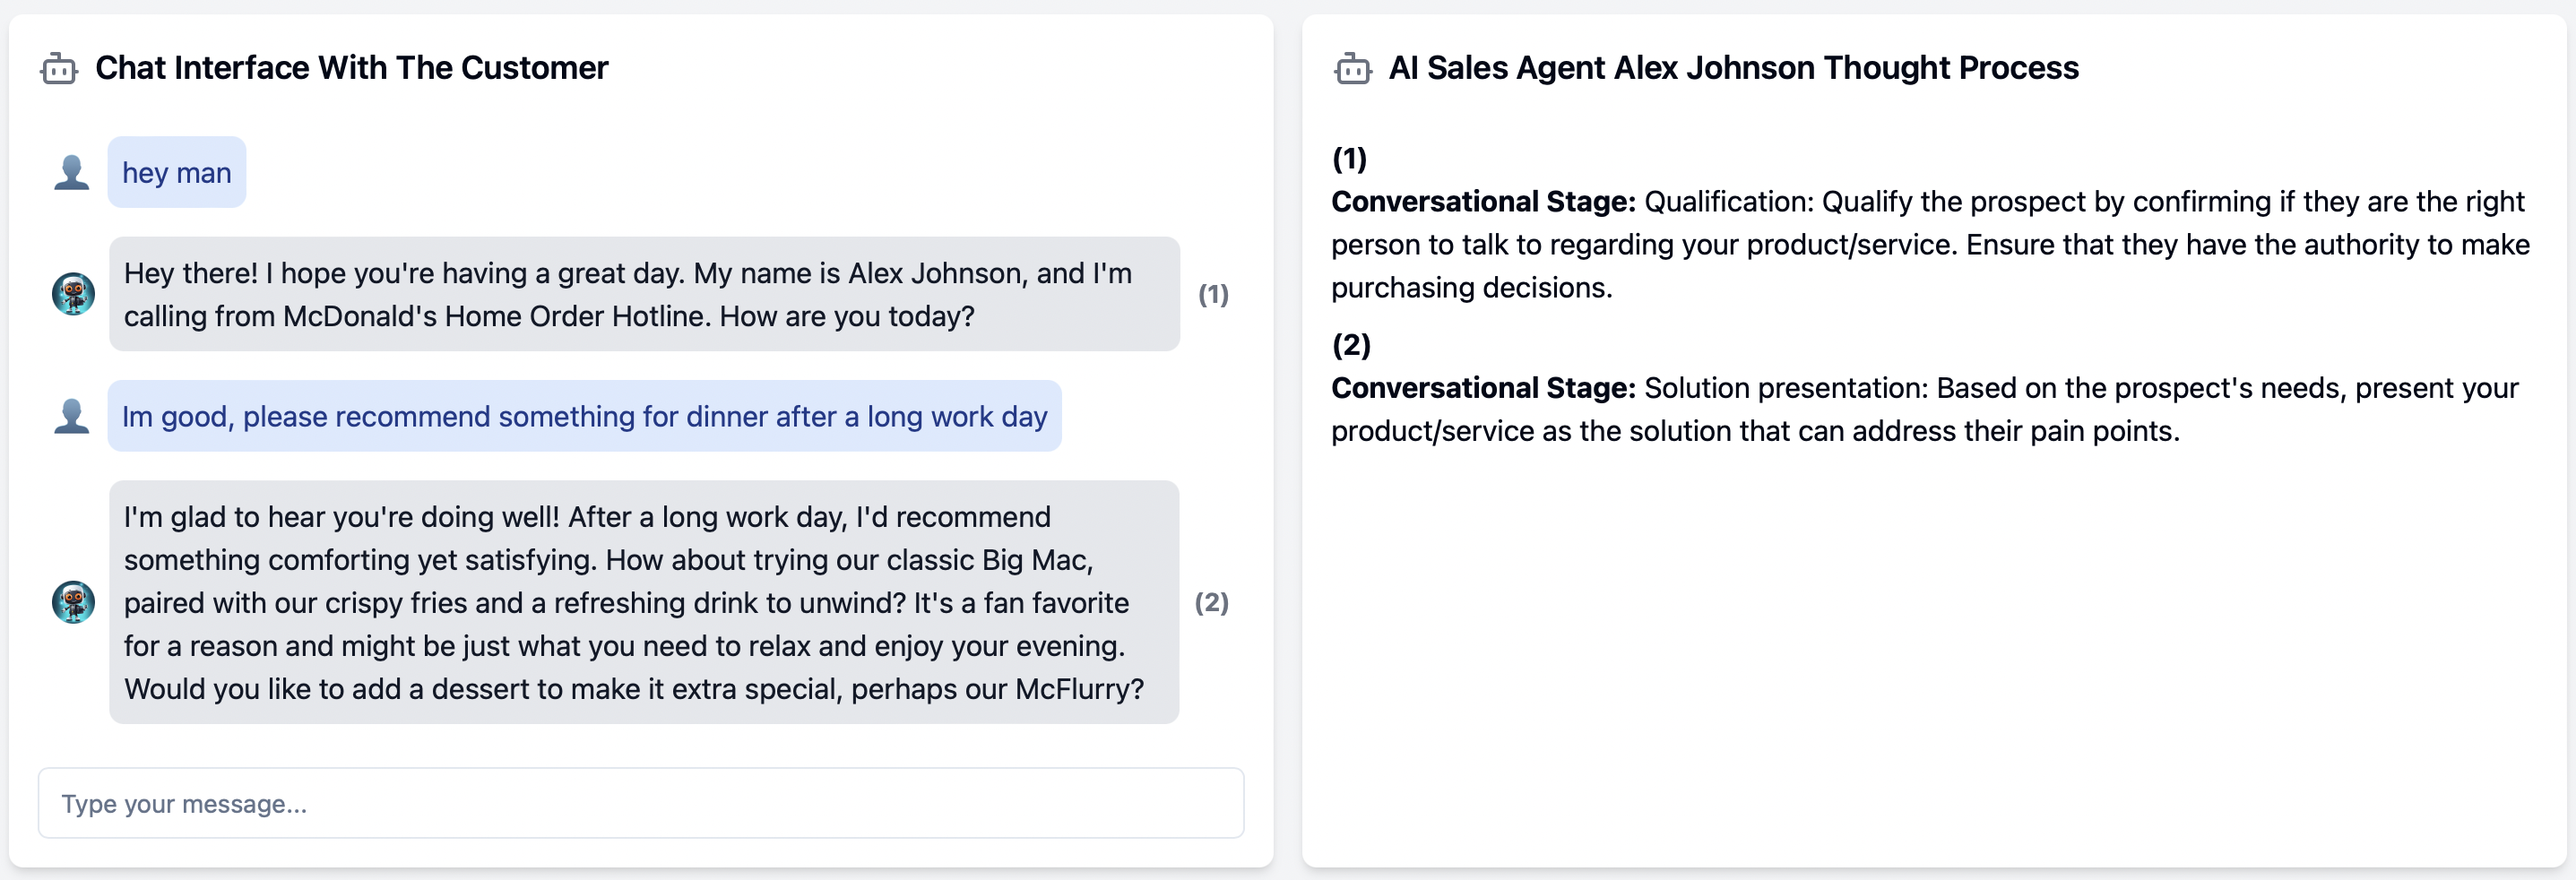 Chat Interface With The Customer
hey man
Hey there! I hope you're having a great day. My name is Alex Johnson, and I'm
calling from McDonald's Home Order Hotline. How are you today?
(1)
Im good, please recommend something for dinner after a long work day
I'm glad to hear you're doing well! After a long work day, I'd recommend
something comforting yet satisfying. How about trying our classic Big Mac,
paired with our crispy fries and a refreshing drink to unwind? It's a fan favorite
for a reason and might be just what you need to relax and enjoy your evening.
Would you like to add a dessert to make it extra special, perhaps our McFlurry?
(2)
Type your message...
AI Sales Agent Alex Johnson Thought Process
(1)
Conversational Stage: Qualification: Qualify the prospect by confirming if they are the right
person to talk to regarding your product/service. Ensure that they have the authority to make
purchasing decisions.
(2)
Conversational Stage: Solution presentation: Based on the prospect's needs, present your
product/service as the solution that can address their pain points.